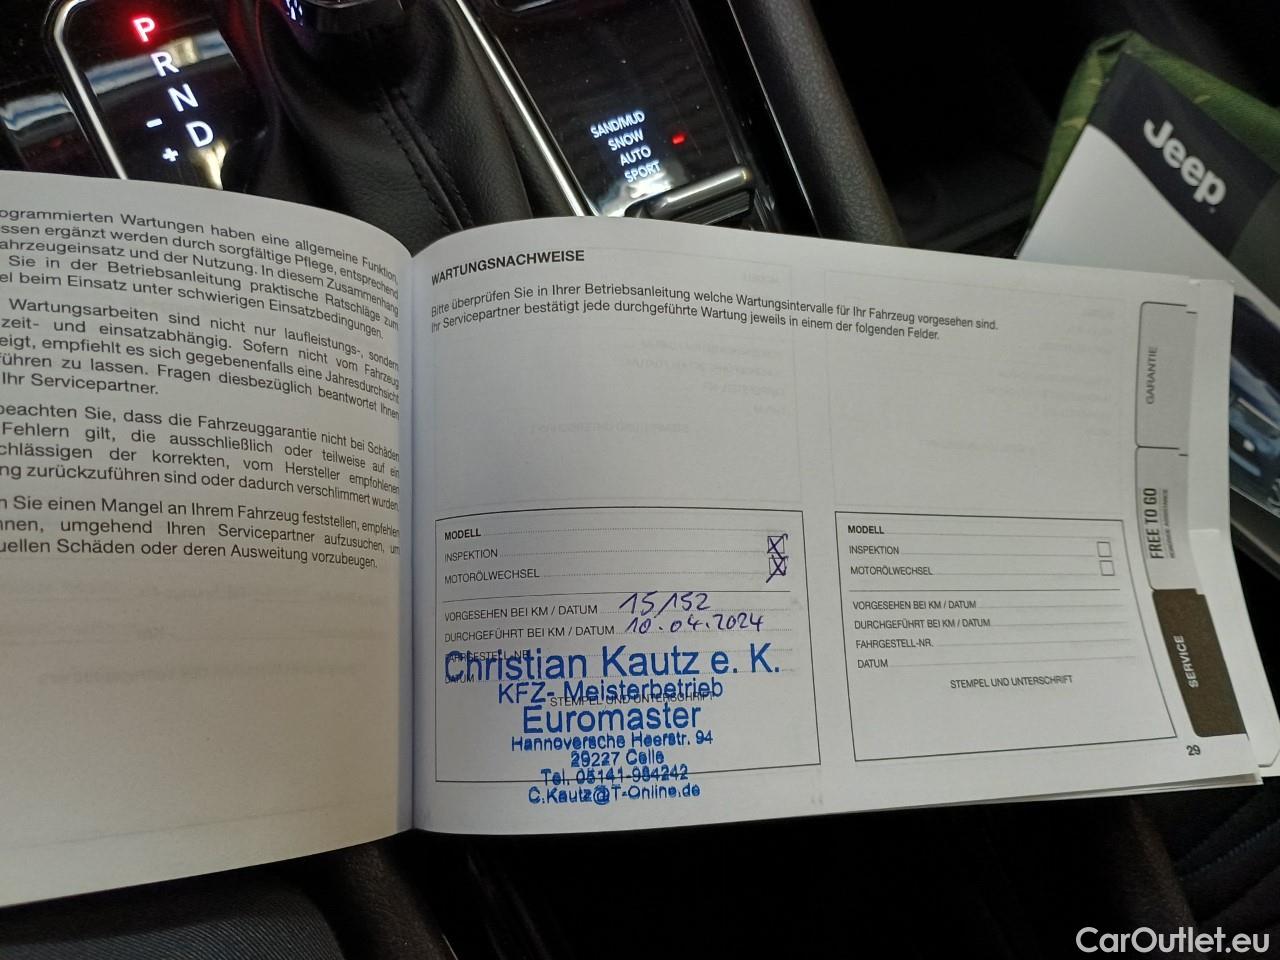 P
R
N
D
-
+
SAND/MUD
SNOW
AUTO
SPORT
Jeep
ogrammierten Wartungen haben eine allgemeine Funktion,
ssen ergänzt werden durch sorgfältige Pflege, entsprechend
ahrzeugeinsatz und der Nutzung. In diesem Zusammenhang
Sie in der Betriebsanleitung praktische Ratschläge zum
el beim Einsatz unter schwierigen Einsatzbedingungen.
Wartungsarbeiten sind nicht nur laufleistungs-, sondern
zeit- und einsatzabhängig. Sofern nicht vom Fahrzeug
eigt, empfiehlt es sich gegebenenfalls eine Jahresdurchsicht
führen zu lassen. Fragen diesbezüglich beantwortet Ihnen
Ihr Servicepartner.
beachten Sie, dass die Fahrzeuggarantie nicht bei Schäden
Fehlern gilt, die ausschließlich oder teilweise auf ein
chlässigen der korrekten, vom Hersteller empfohlenen
ng zurückzuführen sind oder dadurch verschlimmert wurden.
n Sie einen Mangel an Ihrem Fahrzeug feststellen, empfehlen
nnen, umgehend Ihren Servicepartner aufzusuchen, um
uellen Schäden oder deren Ausweitung vorzubeugen.
WARTUNGSNACHWEISE
Bitte überprüfen Sie in Ihrer Betriebsanleitung welche Wartungsintervalle für Ihr Fahrzeug vorgesehen sind.
Ihr Servicepartner bestätigt jede durchgeführte Wartung jeweils in einem der folgenden Felder.
MODELL
INSPEKTION
MOTORÖLWECHSEL
VORGESEHEN BEI KM / DATUM 15/152
DURCHGEFÜHRT BEI KM / DATUM 10.04.2024
FAHRGESTELL-NR.
DATUM
STEMPEL UND UNTERSCHRIFT
Christian Kautz e. K.
KFZ- Meisterbetrieb
Euromaster
Hannoversche Heerstr. 94
29227 Celle
Tel. 05141-984242
C.Kautz@T-Online.de
MODELL
INSPEKTION
MOTORÖLWECHSEL
VORGESEHEN BEI KM / DATUM
DURCHGEFÜHRT BEI KM / DATUM
FAHRGESTELL-NR.
DATUM
STEMPEL UND UNTERSCHRIFT
GARANTIE
FREE TO GO
SERVICE
29
CarOutlet.eu